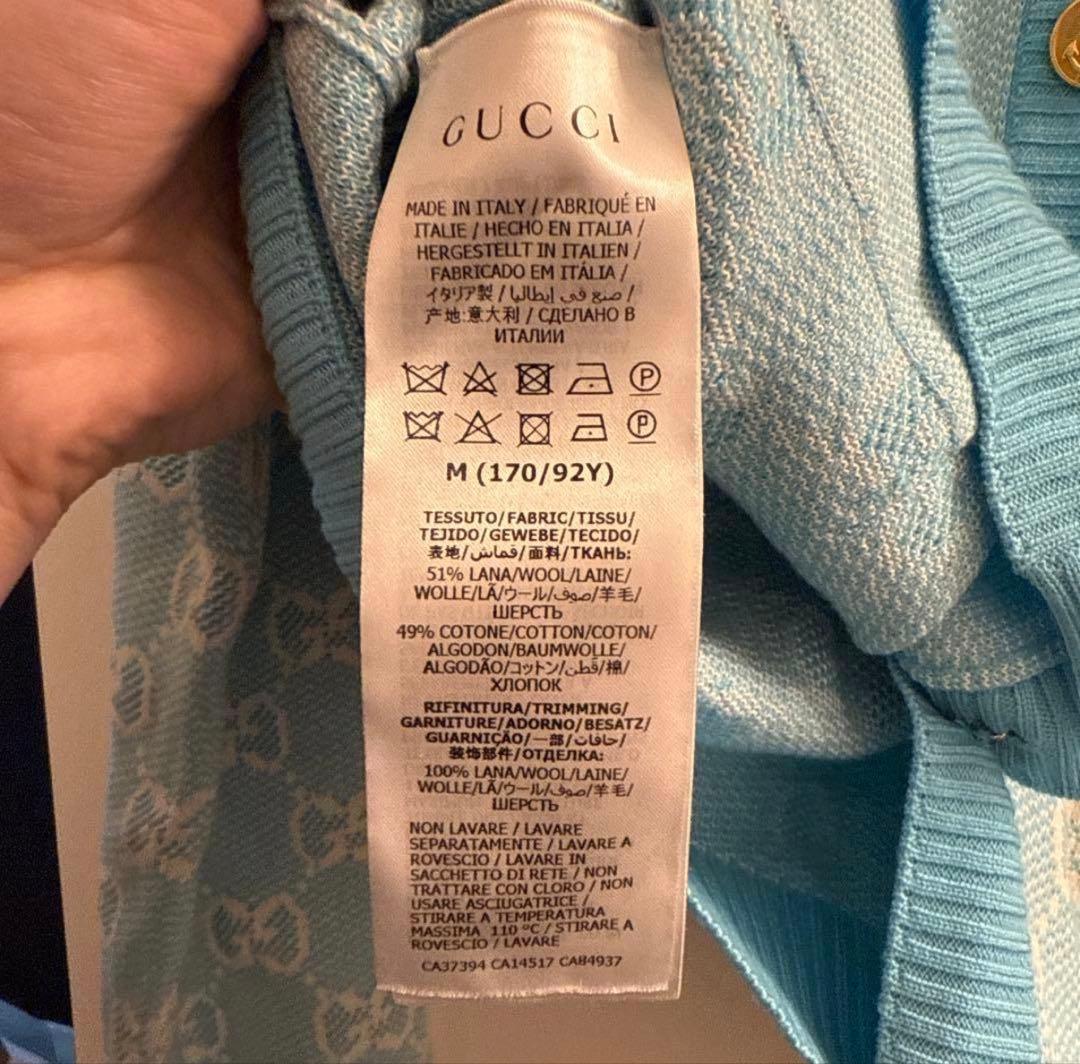 GUCCI
MADE IN ITALY / FABRIQUÉ EN
ITALIE / HECHO EN ITALIA /
HERGESTELLT IN ITALIEN /
FABRICADO EM ITÁLIA /
イタリア製 / صنع في إيطاليا /
产地:意大利 / СДЕЛАНО В
ИТАЛИИ
P
P
M (170/92Y)
TESSUTO/FABRIC/TISSU/
TEJIDO/GEWEBE/TECIDO/
表地/قماش/面料/ТКАНЬ:
51% LANA/WOOL/LAINE/
WOLLE/LÃ/ウール/صوف/羊毛/
ШЕРСТЬ
49% COTONE/COTTON/COTON/
ALGODON/BAUMWOLLE/
ALGODÃO/コットン/قطن/棉/
ХЛОПОК
RIFINITURA/TRIMMING/
GARNITURE/ADORNO/BESATZ/
GUARNIÇÃO/一部/حافات/
装饰部件/ОТДЕЛКА:
100% LANA/WOOL/LAINE/
WOLLE/LÃ/ウール/صوف/羊毛/
ШЕРСТЬ
NON LAVARE / LAVARE
SEPARATAMENTE / LAVARE A
ROVESCIO / LAVARE IN
SACCHETTO DI RETE / NON
TRATTARE CON CLORO / NON
USARE ASCIUGATRICE /
STIRARE A TEMPERATURA
MASSIMA 110 °C / STIRARE A
ROVESCIO / LAVARE
CA37394 CA14517 CA84937